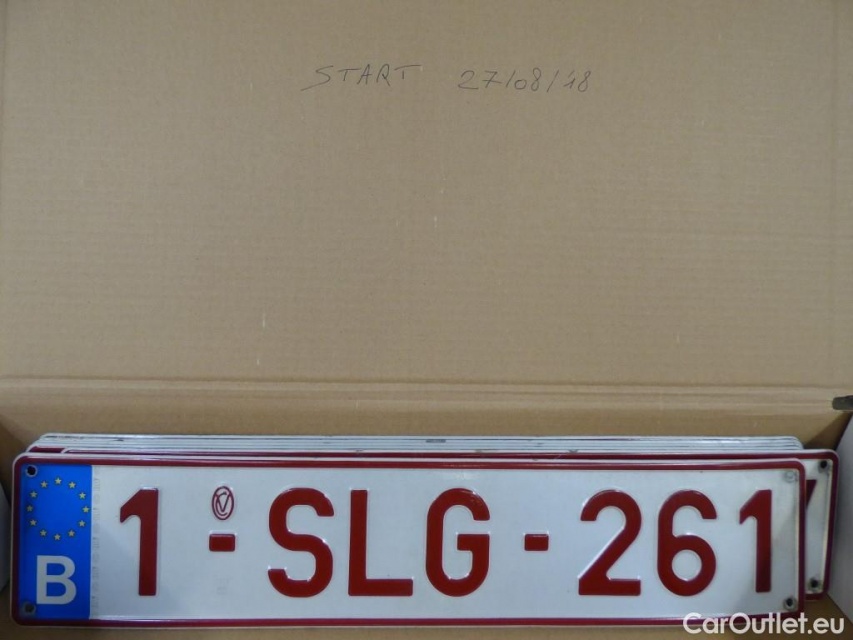 START 27/08/18
B 1-SLG-261
CarOutlet.eu